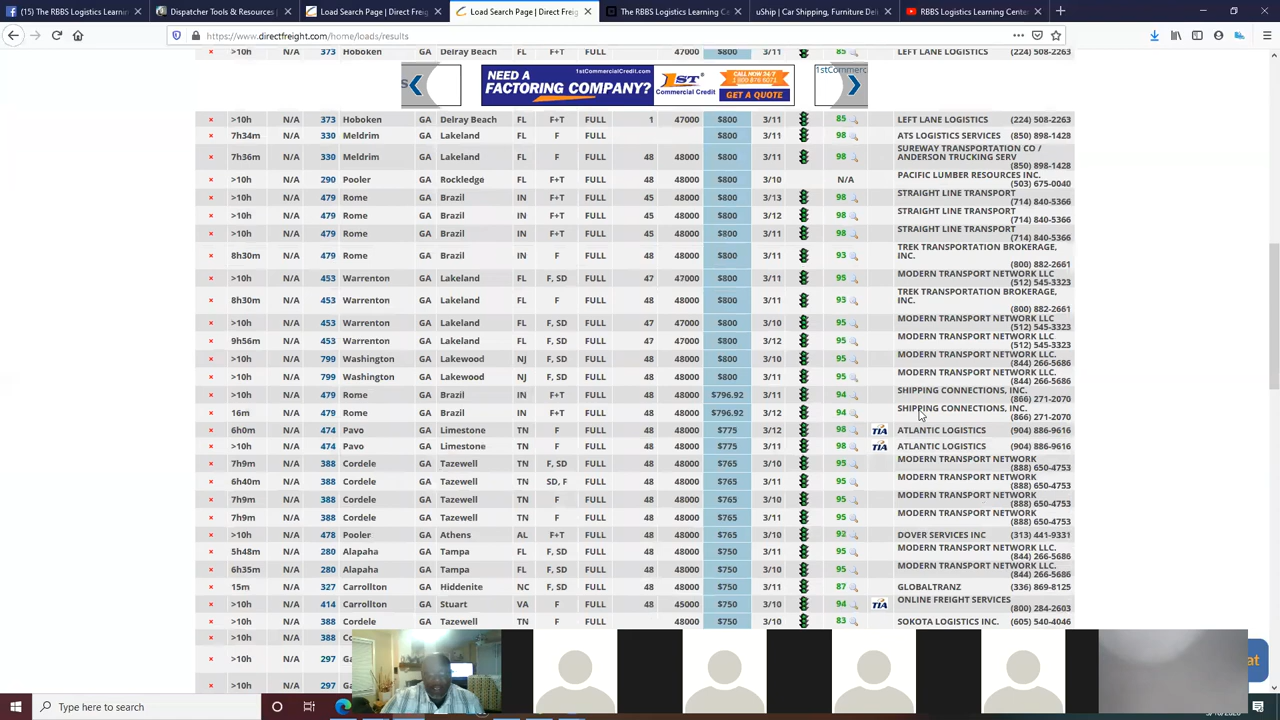 (15) The RBBS Logistics Learni
Dispatcher Tools & Resources
Load Search Page | Direct Freig
Load Search Page | Direct Freig
The RBBS Logistics Learning Ce
uShip | Car Shipping, Furniture Deli
RBBS Logistics Learning Center
https://www.directfreight.com/home/loads/results
>10h N/A 373 Hoboken GA Delray Beach FL F+T FULL 47000 $800 3/11 85 LEFT LANE LOGISTICS (224) 508-2263
NEED A FACTORING COMPANY? 1stCommercialCredit.com 1ST Commercial Credit CALL NOW 24/7 1 800 876 6071 GET A QUOTE 1stCommerc
× >10h N/A 373 Hoboken GA Delray Beach FL F+T FULL 1 47000 $800 3/11 85 LEFT LANE LOGISTICS (224) 508-2263
× 7h34m N/A 330 Meldrim GA Lakeland FL F FULL $800 3/11 98 ATS LOGISTICS SERVICES (850) 898-1428
× 7h36m N/A 330 Meldrim GA Lakeland FL F FULL 48 48000 $800 3/11 98 SUREWAY TRANSPORTATION CO / ANDERSON TRUCKING SERV (850) 898-1428
× >10h N/A 290 Pooler GA Rockledge FL F FULL 48 48000 $800 3/10 N/A PACIFIC LUMBER RESOURCES INC. (503) 675-0040
× >10h N/A 479 Rome GA Brazil IN F+T FULL 45 48000 $800 3/13 98 STRAIGHT LINE TRANSPORT (714) 840-5366
× >10h N/A 479 Rome GA Brazil IN F+T FULL 45 48000 $800 3/12 98 STRAIGHT LINE TRANSPORT (714) 840-5366
× >10h N/A 479 Rome GA Brazil IN F+T FULL 45 48000 $800 3/11 98 STRAIGHT LINE TRANSPORT (714) 840-5366
× 8h30m N/A 479 Rome GA Brazil IN F FULL 48 48000 $800 3/11 93 TREK TRANSPORTATION BROKERAGE, INC. (800) 882-2661
× >10h N/A 453 Warrenton GA Lakeland FL F, SD FULL 47 47000 $800 3/11 95 MODERN TRANSPORT NETWORK LLC (512) 545-3323
× 8h30m N/A 453 Warrenton GA Lakeland FL F FULL 48 48000 $800 3/11 93 TREK TRANSPORTATION BROKERAGE, INC. (800) 882-2661
× >10h N/A 453 Warrenton GA Lakeland FL F, SD FULL 47 47000 $800 3/10 95 MODERN TRANSPORT NETWORK LLC (512) 545-3323
× 9h56m N/A 453 Warrenton GA Lakeland FL F, SD FULL 47 47000 $800 3/12 95 MODERN TRANSPORT NETWORK LLC (512) 545-3323
× >10h N/A 799 Washington GA Lakewood NJ F, SD FULL 48 48000 $800 3/10 95 MODERN TRANSPORT NETWORK LLC. (844) 266-5686
× >10h N/A 799 Washington GA Lakewood NJ F, SD FULL 48 48000 $800 3/11 95 MODERN TRANSPORT NETWORK LLC. (844) 266-5686
× >10h N/A 479 Rome GA Brazil IN F+T FULL 48 48000 $796.92 3/11 94 SHIPPING CONNECTIONS, INC. (866) 271-2070
× 16m N/A 479 Rome GA Brazil IN F+T FULL 48 48000 $796.92 3/12 94 SHIPPING CONNECTIONS, INC. (866) 271-2070
× 6h0m N/A 474 Pavo GA Limestone TN F FULL 48 48000 $775 3/12 98 TIA ATLANTIC LOGISTICS (904) 886-9616
× >10h N/A 474 Pavo GA Limestone TN F FULL 48 48000 $775 3/11 98 TIA ATLANTIC LOGISTICS (904) 886-9616
× 7h9m N/A 388 Cordele GA Tazewell TN F, SD FULL 48 48000 $765 3/10 95 MODERN TRANSPORT NETWORK (888) 650-4753
× 6h40m N/A 388 Cordele GA Tazewell TN SD, F FULL 48 48000 $765 3/11 95 MODERN TRANSPORT NETWORK (888) 650-4753
× 7h9m N/A 388 Cordele GA Tazewell TN F FULL 48 48000 $765 3/10 95 MODERN TRANSPORT NETWORK (888) 650-4753
× 7h9m N/A 388 Cordele GA Tazewell TN F FULL 48 48000 $765 3/11 95 MODERN TRANSPORT NETWORK (888) 650-4753
× >10h N/A 478 Pooler GA Athens AL F+T FULL 48 48000 $765 3/10 92 DOVER SERVICES INC (313) 441-9331
× 5h48m N/A 280 Alapaha GA Tampa FL F, SD FULL 48 48000 $750 3/11 95 MODERN TRANSPORT NETWORK LLC. (844) 266-5686
× 6h35m N/A 280 Alapaha GA Tampa FL F, SD FULL 48 48000 $750 3/10 95 MODERN TRANSPORT NETWORK LLC. (844) 266-5686
× 15m N/A 327 Carrollton GA Hiddenite NC F, SD FULL 48 48000 $750 3/11 87 GLOBALTRANZ (336) 869-8125
× >10h N/A 414 Carrollton GA Stuart VA F FULL 48 45000 $750 3/10 94 TIA ONLINE FREIGHT SERVICES (800) 284-2603
× >10h N/A 388 Cordele GA Tazewell TN F FULL 48000 $750 3/10 83 SOKOTA LOGISTICS INC. (605) 540-4046
× >10h N/A 388
× >10h N/A 297
× >10h N/A 297
at
Type here to search